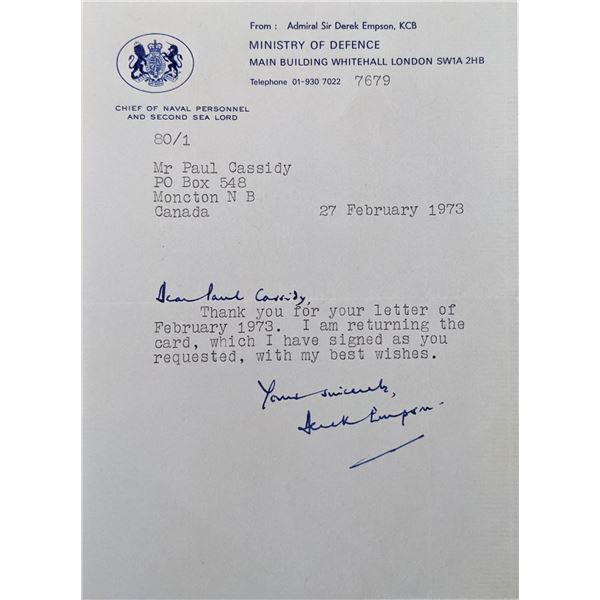 From : Admiral Sir Derek Empson, KCB
MINISTRY OF DEFENCE
MAIN BUILDING WHITEHALL LONDON SW1A 2HB
Telephone 01-930 7022 7679
CHIEF OF NAVAL PERSONNEL
AND SECOND SEA LORD
80/1
Mr Paul Cassidy
PO Box 548
Moncton N B
Canada 27 February 1973
Dear Paul Cassidy,
Thank you for your letter of
February 1973. I am returning the
card, which I have signed as you
requested, with my best wishes.
Yours sincerely,
Derek Empson.